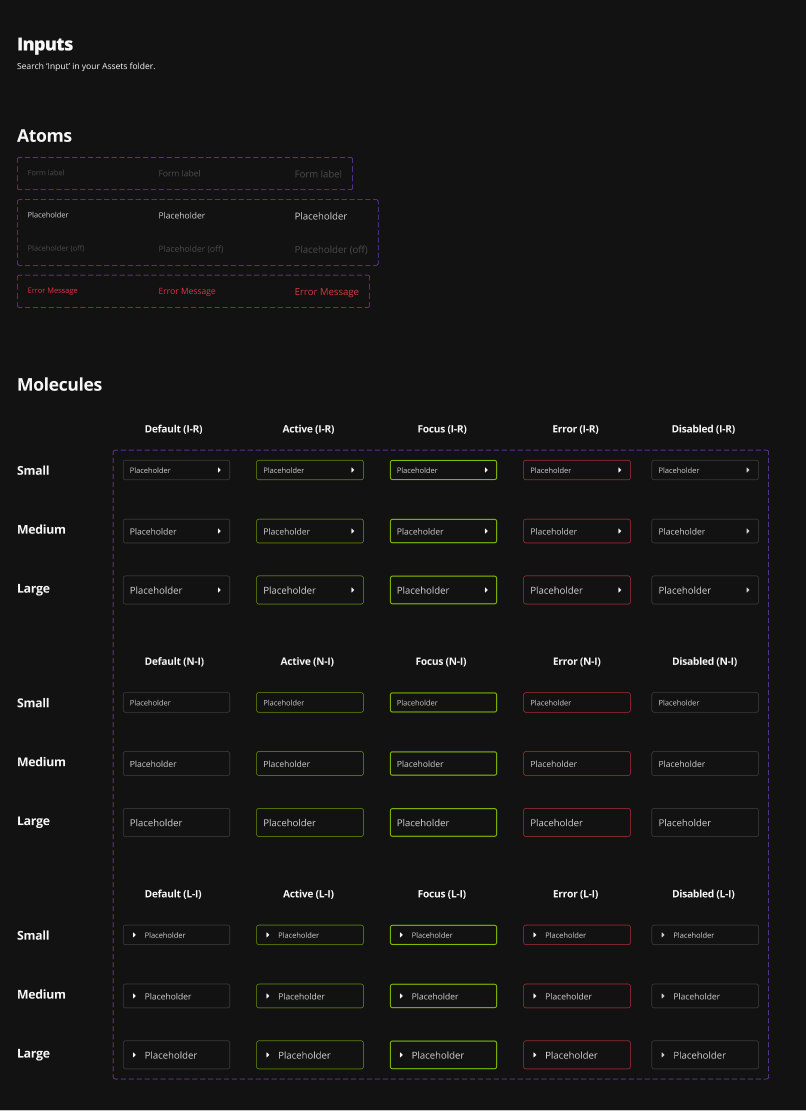 Inputs
Search ‘Input’ in your Assets folder.
Atoms
Form label Form label Form label
Placeholder Placeholder Placeholder
Placeholder (off) Placeholder (off) Placeholder (off)
Error Message Error Message Error Message
Molecules
Default (I-R) Active (I-R) Focus (I-R) Error (I-R) Disabled (I-R)
Small Placeholder Placeholder Placeholder Placeholder Placeholder
Medium Placeholder Placeholder Placeholder Placeholder Placeholder
Large Placeholder Placeholder Placeholder Placeholder Placeholder
Default (N-I) Active (N-I) Focus (N-I) Error (N-I) Disabled (N-I)
Small Placeholder Placeholder Placeholder Placeholder Placeholder
Medium Placeholder Placeholder Placeholder Placeholder Placeholder
Large Placeholder Placeholder Placeholder Placeholder Placeholder
Default (L-I) Active (L-I) Focus (L-I) Error (L-I) Disabled (L-I)
Small Placeholder Placeholder Placeholder Placeholder Placeholder
Medium Placeholder Placeholder Placeholder Placeholder Placeholder
Large Placeholder Placeholder Placeholder Placeholder Placeholder